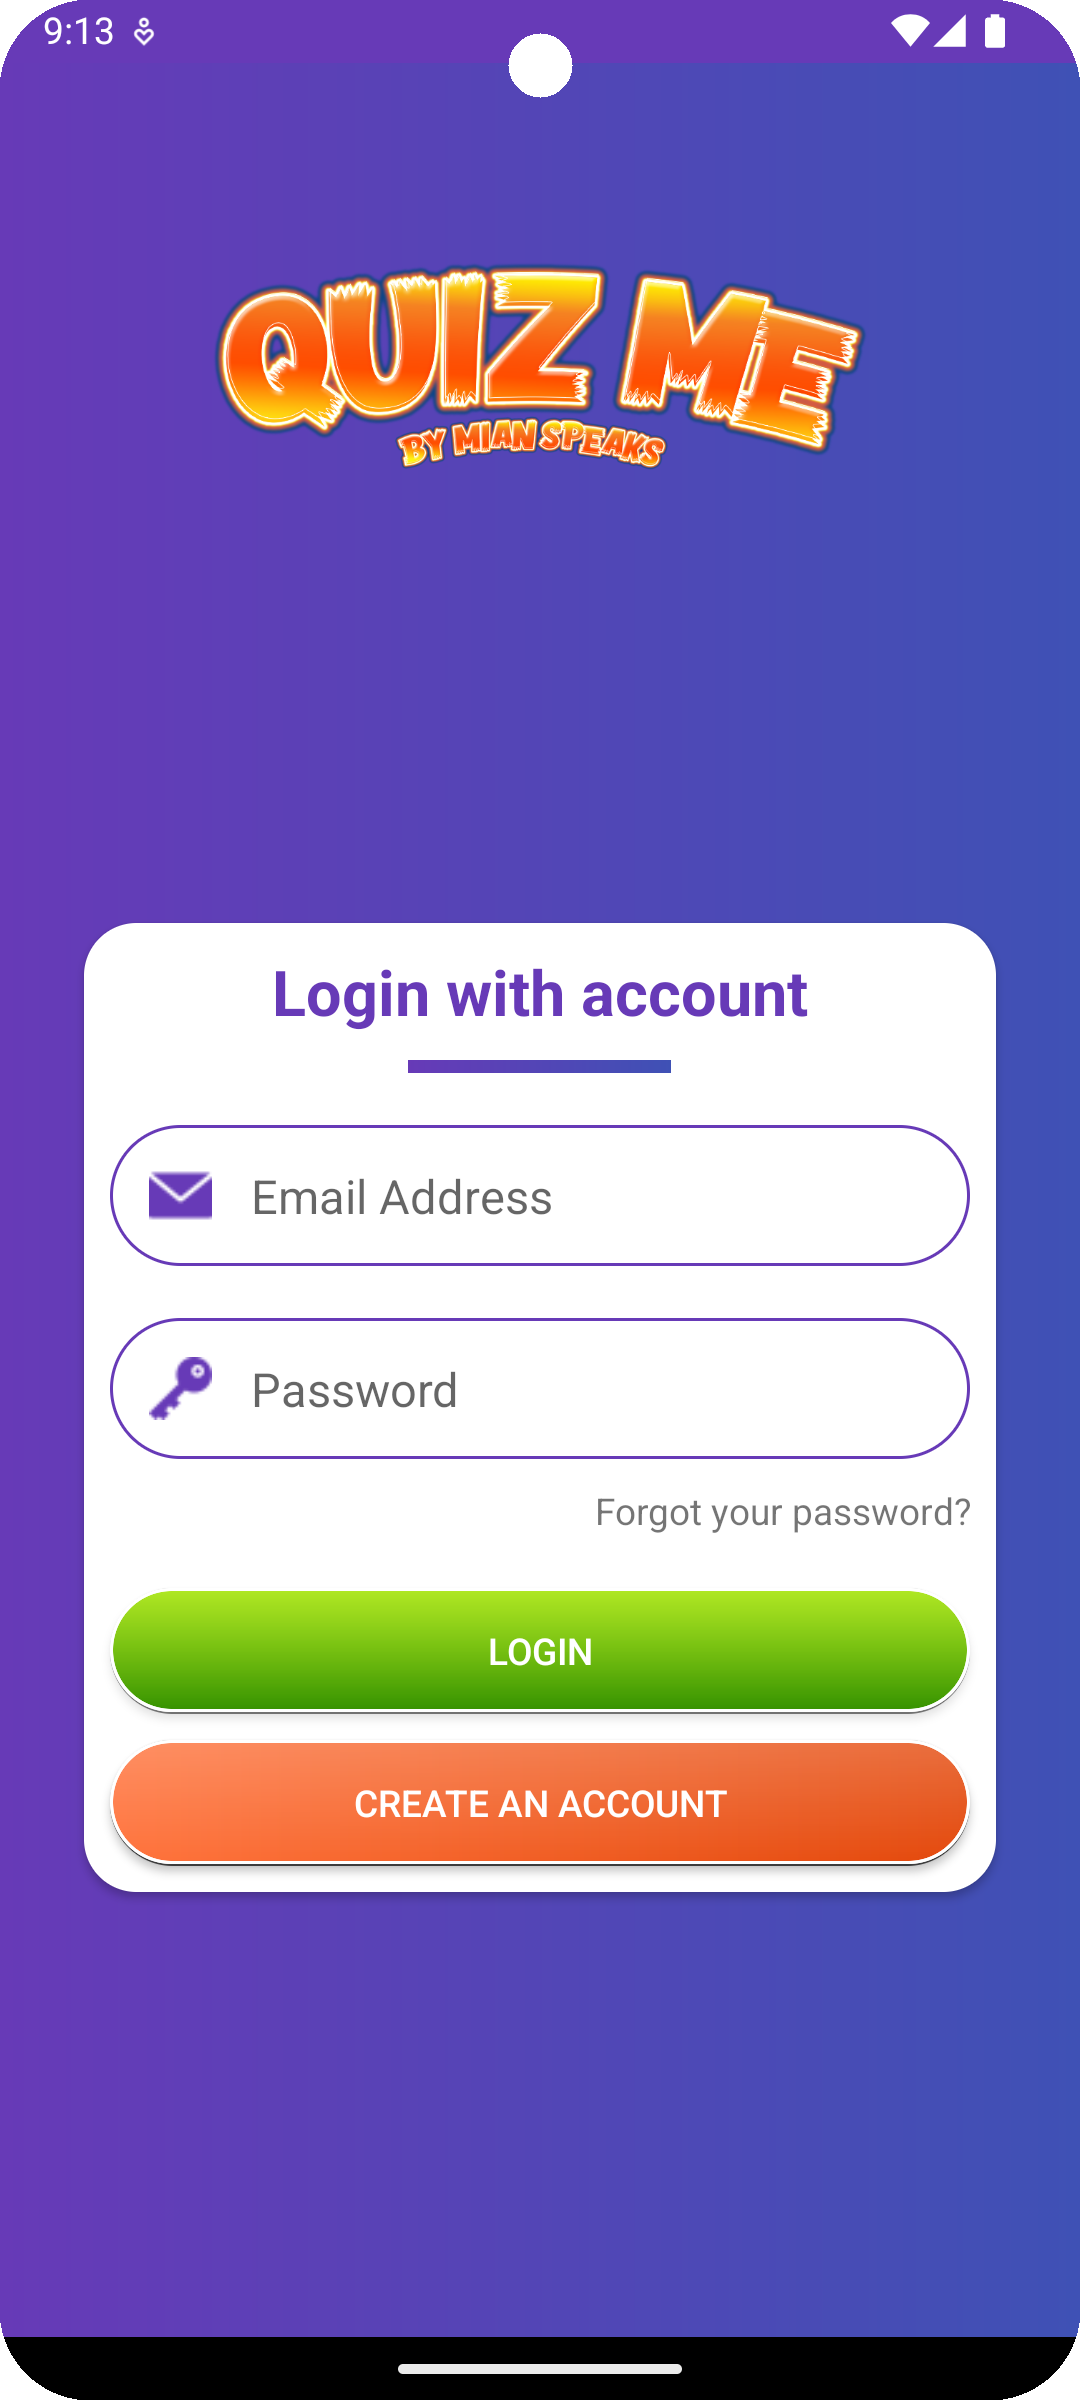 9:13
QUIZ ME
BY MIAN SPEAKS
Login with account
Email Address
Password
Forgot your password?
LOGIN
CREATE AN ACCOUNT